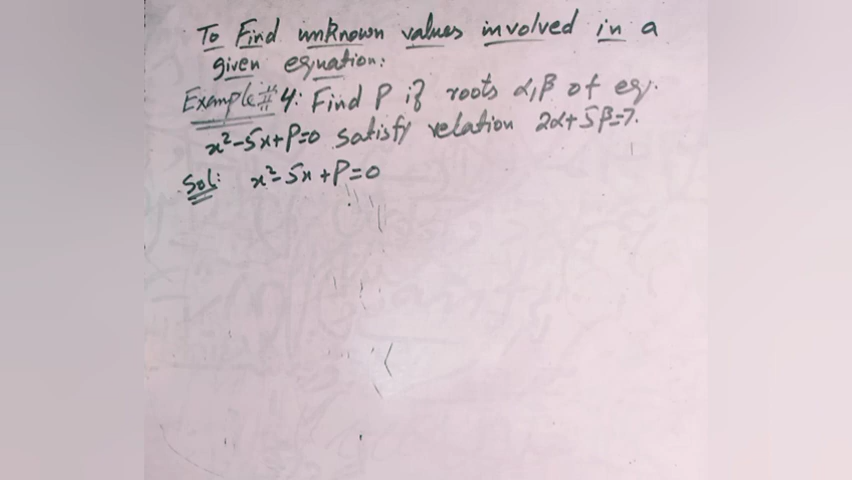 To Find unknown values involved in a
given equation:
Example # 4: Find P if roots α, β of eq.
x²-5x+P=0 satisfy relation 2α+5β=7.
Sol: x²-5x+P=0